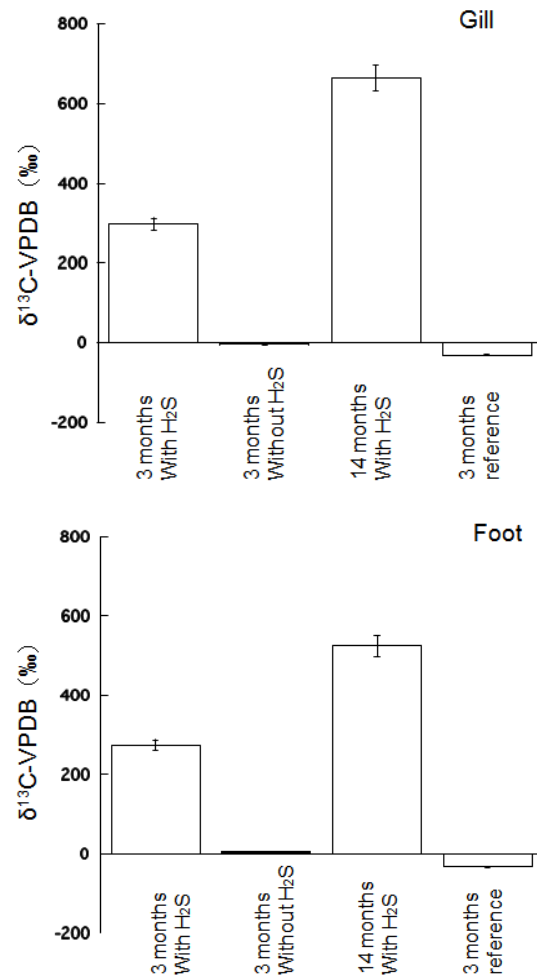 Gill
800
600
400
200
0
-200
δ¹³C-VPDB (‰)
3 months
With H₂S
3 months
Without H₂S
14 months
With H₂S
3 months
reference
Foot
800
600
400
200
0
-200
δ¹³C-VPDB (‰)
3 months
With H₂S
3 months
Without H₂S
14 months
With H₂S
3 months
reference